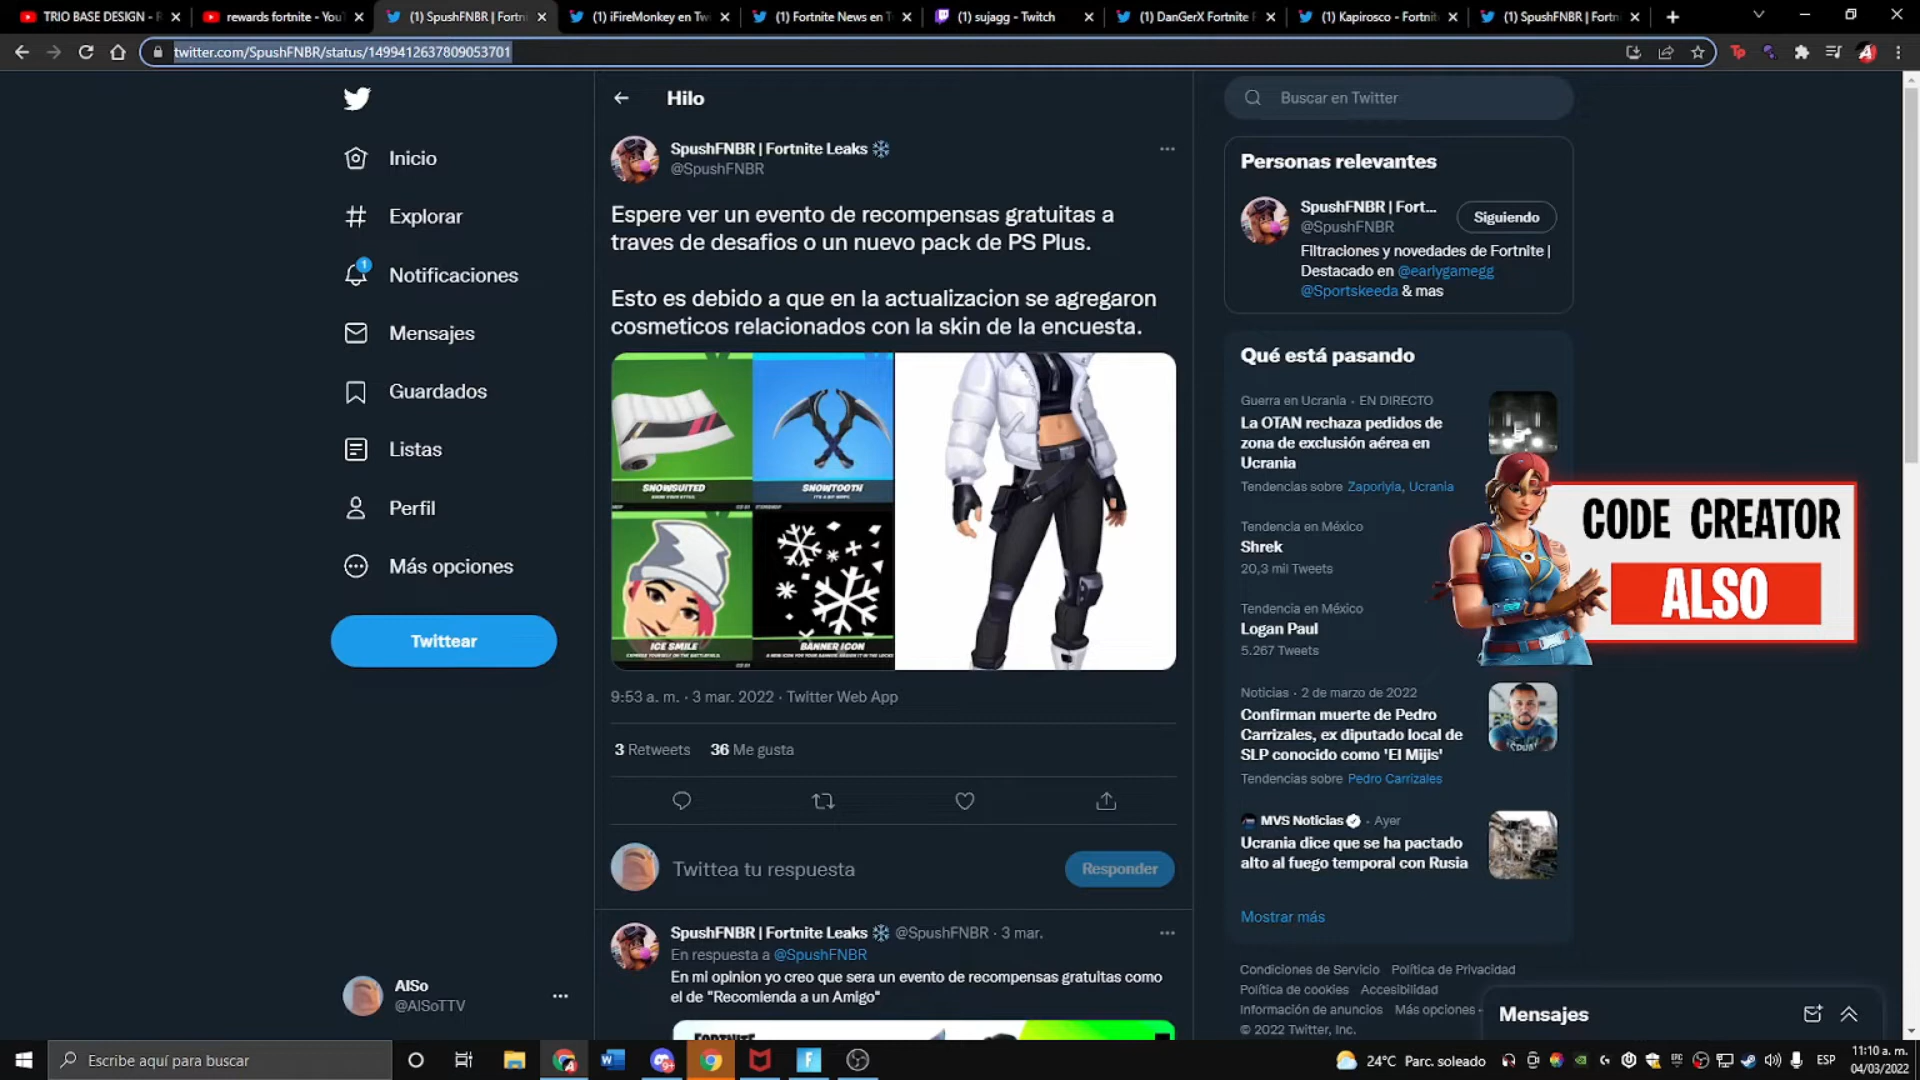 TRIO BASE DESIGN - R
rewards fortnite - You
(1) SpushFNBR | Fortni
(1) iFireMonkey en Tw
(1) Fortnite News en T
(1) sujagg - Twitch
(1) DanGerX Fortnite F
(1) Kapirosco - Fortnit
(1) SpushFNBR | Fortn
twitter.com/SpushFNBR/status/1499412637809053701
Inicio
Explorar
1
Notificaciones
Mensajes
Guardados
Listas
Perfil
Más opciones
Twittear
AlSo
@AlSoTTV
Hilo
SpushFNBR | Fortnite Leaks
@SpushFNBR
Espere ver un evento de recompensas gratuitas a
traves de desafios o un nuevo pack de PS Plus.
Esto es debido a que en la actualizacion se agregaron
cosmeticos relacionados con la skin de la encuesta.
SNOWSUITED
SNOWTOOTH
ICE SMILE
BANNER ICON
9:53 a. m. · 3 mar. 2022 · Twitter Web App
3 Retweets 36 Me gusta
Twittea tu respuesta
Responder
SpushFNBR | Fortnite Leaks @SpushFNBR · 3 mar.
En respuesta a @SpushFNBR
En mi opinion yo creo que sera un evento de recompensas gratuitas como
el de "Recomienda a un Amigo"
Buscar en Twitter
Personas relevantes
SpushFNBR | Fort...
@SpushFNBR
Siguiendo
Filtraciones y novedades de Fortnite |
Destacado en @earlygamegg
@Sportskeeda & mas
Qué está pasando
Guerra en Ucrania · EN DIRECTO
La OTAN rechaza pedidos de
zona de exclusión aérea en
Ucrania
Tendencias sobre Zaporiyia, Ucrania
Tendencia en México
Shrek
20,3 mil Tweets
Tendencia en México
Logan Paul
5.267 Tweets
Noticias · 2 de marzo de 2022
Confirman muerte de Pedro
Carrizales, ex diputado local de
SLP conocido como 'El Mijis'
Tendencias sobre Pedro Carrizales
MVS Noticias · Ayer
Ucrania dice que se ha pactado
alto al fuego temporal con Rusia
Mostrar más
Condiciones de Servicio Política de Privacidad
Política de cookies Accesibilidad
Información de anuncios Más opciones
© 2022 Twitter, Inc.
CODE CREATOR
ALSO
Mensajes
Escribe aquí para buscar
24°C Parc. soleado
ESP
11:10 a. m.
04/03/2022